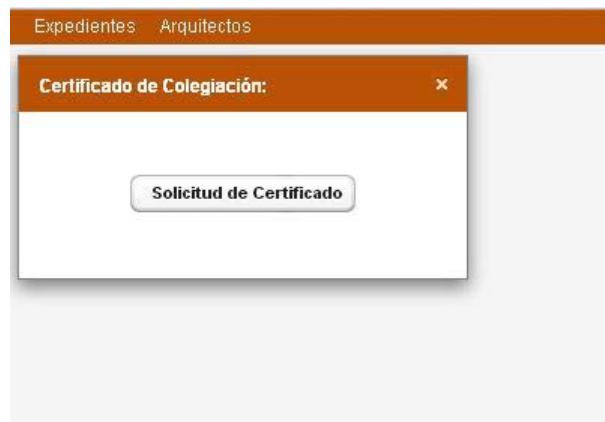 Expedientes Arquitectos
Certificado de Colegiación: ×
Solicitud de Certificado